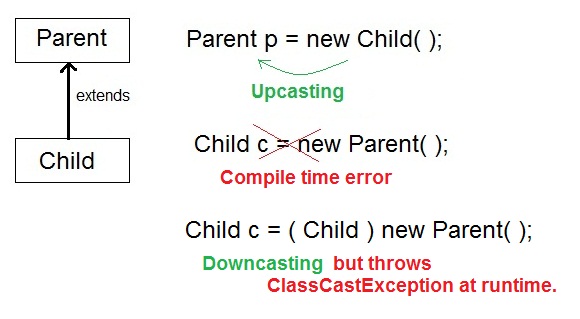 Parent
Parent p = new Child( );
extends
Upcasting
Child
Child c = new Parent( );
Compile time error
Child c = ( Child ) new Parent( );
Downcasting but throws
ClassCastException at runtime.